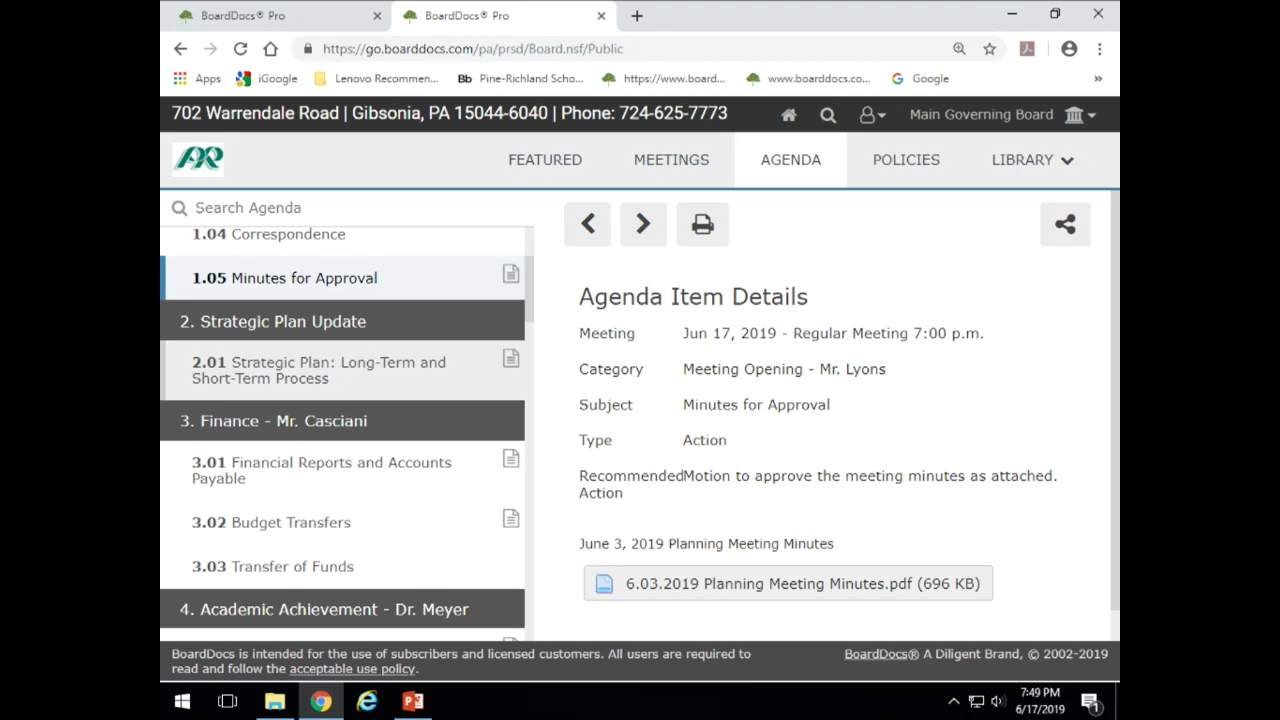 BoardDocs® Pro
BoardDocs® Pro
https://go.boarddocs.com/pa/prsd/Board.nsf/Public
Apps
iGoogle
Lenovo Recommen...
Bb Pine-Richland Scho...
https://www.board...
www.boarddocs.co...
Google
»
702 Warrendale Road | Gibsonia, PA 15044-6040 | Phone: 724-625-7773
Main Governing Board
PR
FEATURED
MEETINGS
AGENDA
POLICIES
LIBRARY
Search Agenda
1.04 Correspondence
1.05 Minutes for Approval
2. Strategic Plan Update
2.01 Strategic Plan: Long-Term and
Short-Term Process
3. Finance - Mr. Casciani
3.01 Financial Reports and Accounts
Payable
3.02 Budget Transfers
3.03 Transfer of Funds
4. Academic Achievement - Dr. Meyer
Agenda Item Details
Meeting Jun 17, 2019 - Regular Meeting 7:00 p.m.
Category Meeting Opening - Mr. Lyons
Subject Minutes for Approval
Type Action
Recommended Motion to approve the meeting minutes as attached.
Action
June 3, 2019 Planning Meeting Minutes
6.03.2019 Planning Meeting Minutes.pdf (696 KB)
BoardDocs is intended for the use of subscribers and licensed customers. All users are required to
read and follow the acceptable use policy.
BoardDocs® A Diligent Brand, © 2002-2019
7:49 PM
6/17/2019
1